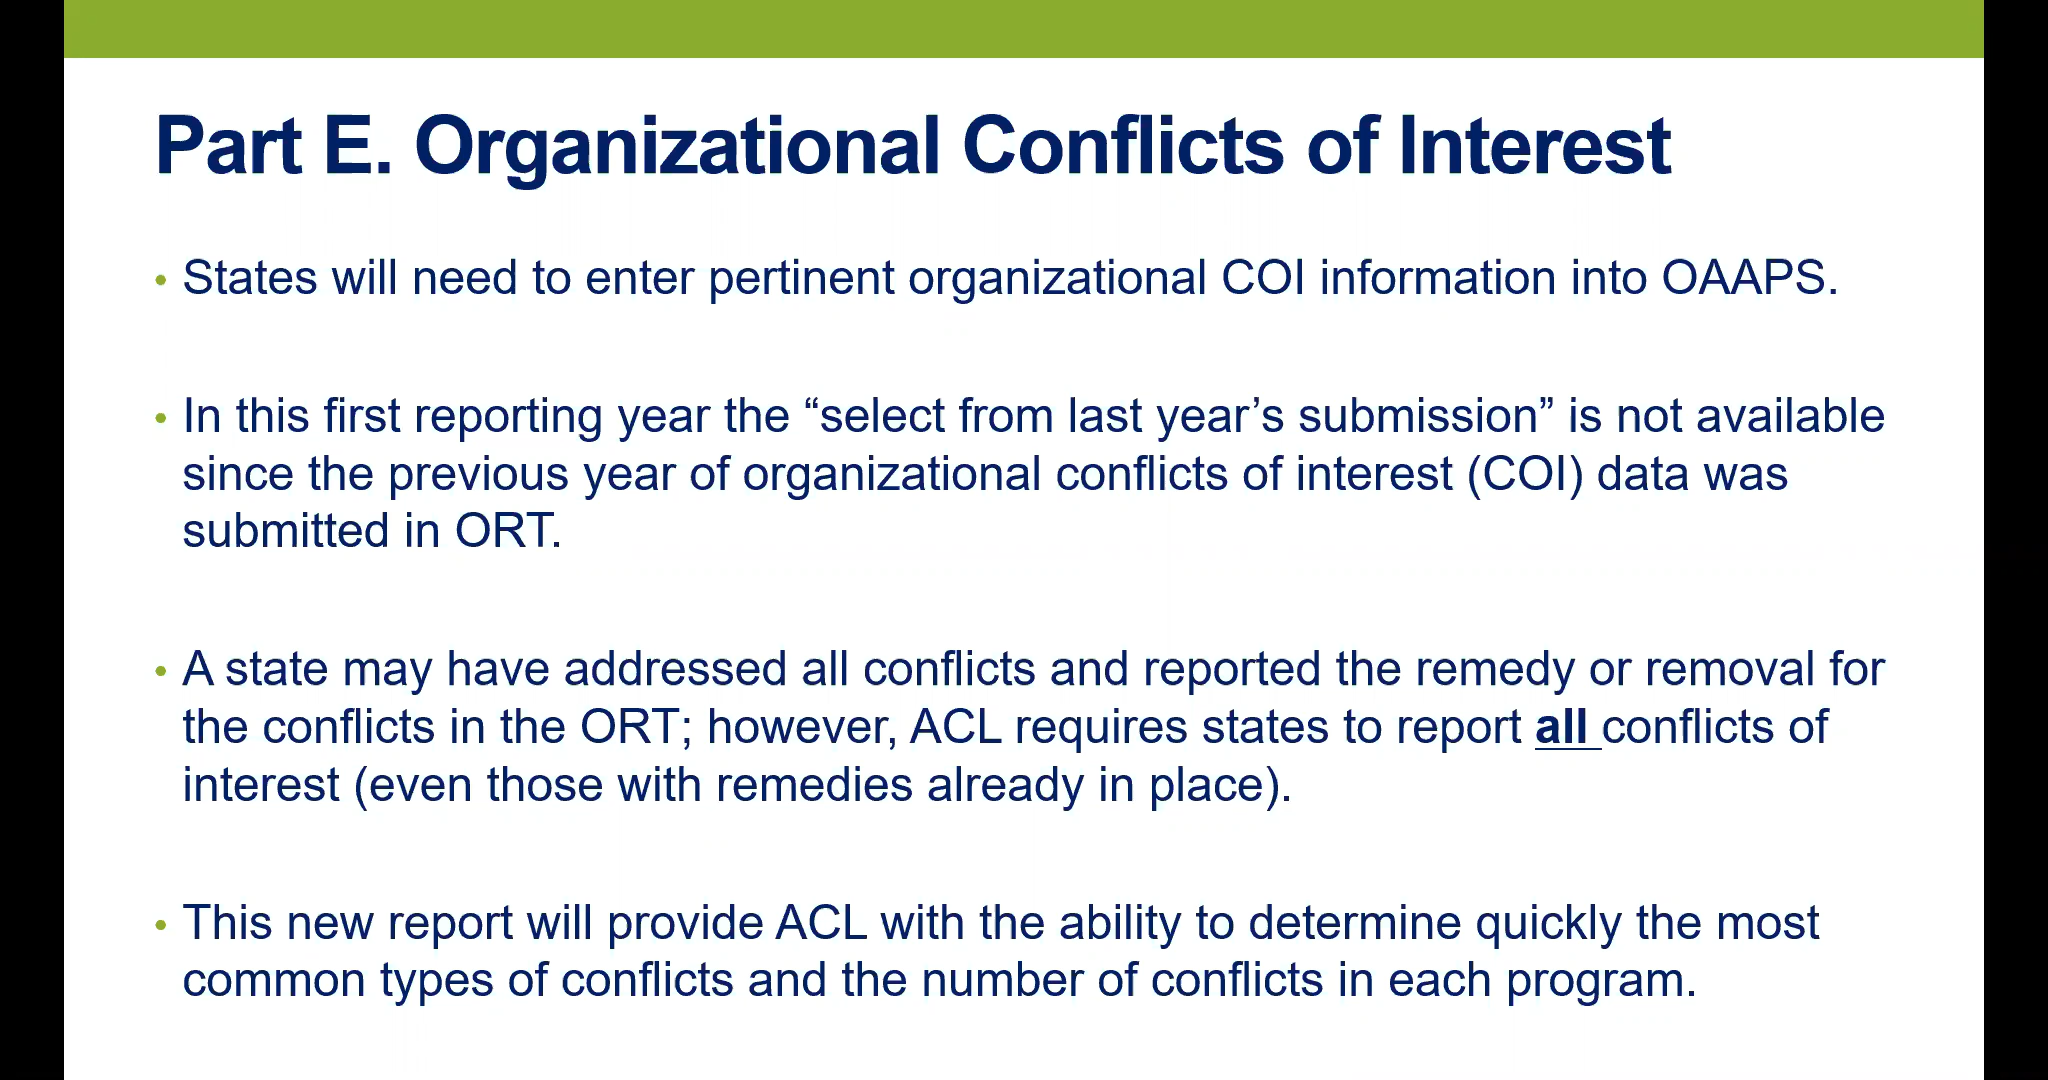 Part E. Organizational Conflicts of Interest
• States will need to enter pertinent organizational COI information into OAAPS.
• In this first reporting year the “select from last year’s submission” is not available
since the previous year of organizational conflicts of interest (COI) data was
submitted in ORT.
• A state may have addressed all conflicts and reported the remedy or removal for
the conflicts in the ORT; however, ACL requires states to report all conflicts of
interest (even those with remedies already in place).
• This new report will provide ACL with the ability to determine quickly the most
common types of conflicts and the number of conflicts in each program.